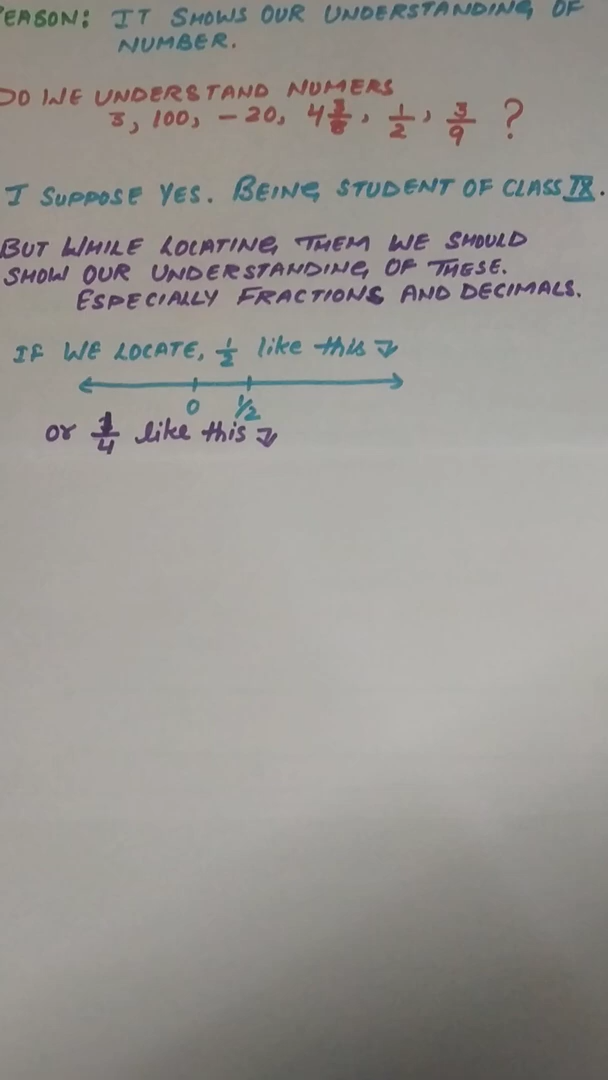 EASON: IT SHOWS OUR UNDERSTANDING OF
NUMBER.
DO WE UNDERSTAND NUMERS
3, 100, -20, 4 3/8, 1/2, 3/9 ?
I SUPPOSE YES. BEING STUDENT OF CLASS IX.
BUT WHILE LOCATING THEM WE SHOULD
SHOW OUR UNDERSTANDING OF THESE.
ESPECIALLY FRACTIONS AND DECIMALS.
IF WE LOCATE, 1/2 like this ↓
0 1/2
or /4 like this ↓